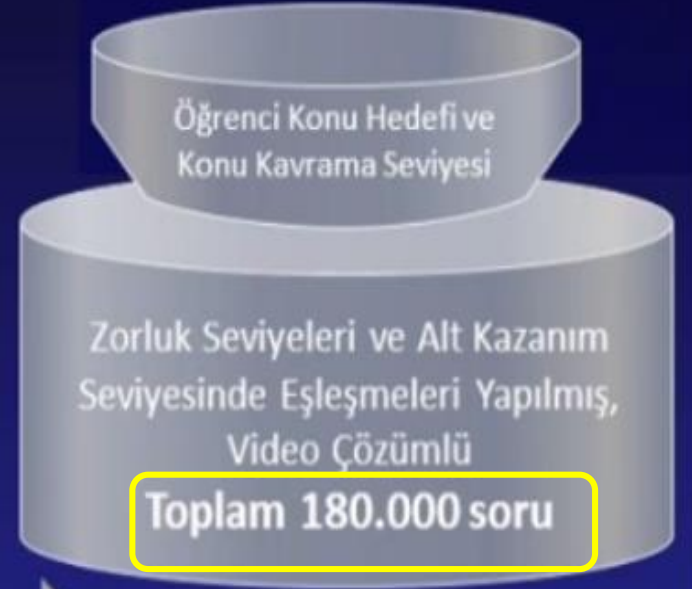 Öğrenci Konu Hedefi ve
Konu Kavrama Seviyesi
Zorluk Seviyeleri ve Alt Kazanım
Seviyesinde Eşleşmeleri Yapılmış,
Video Çözümlü
Toplam 180.000 soru